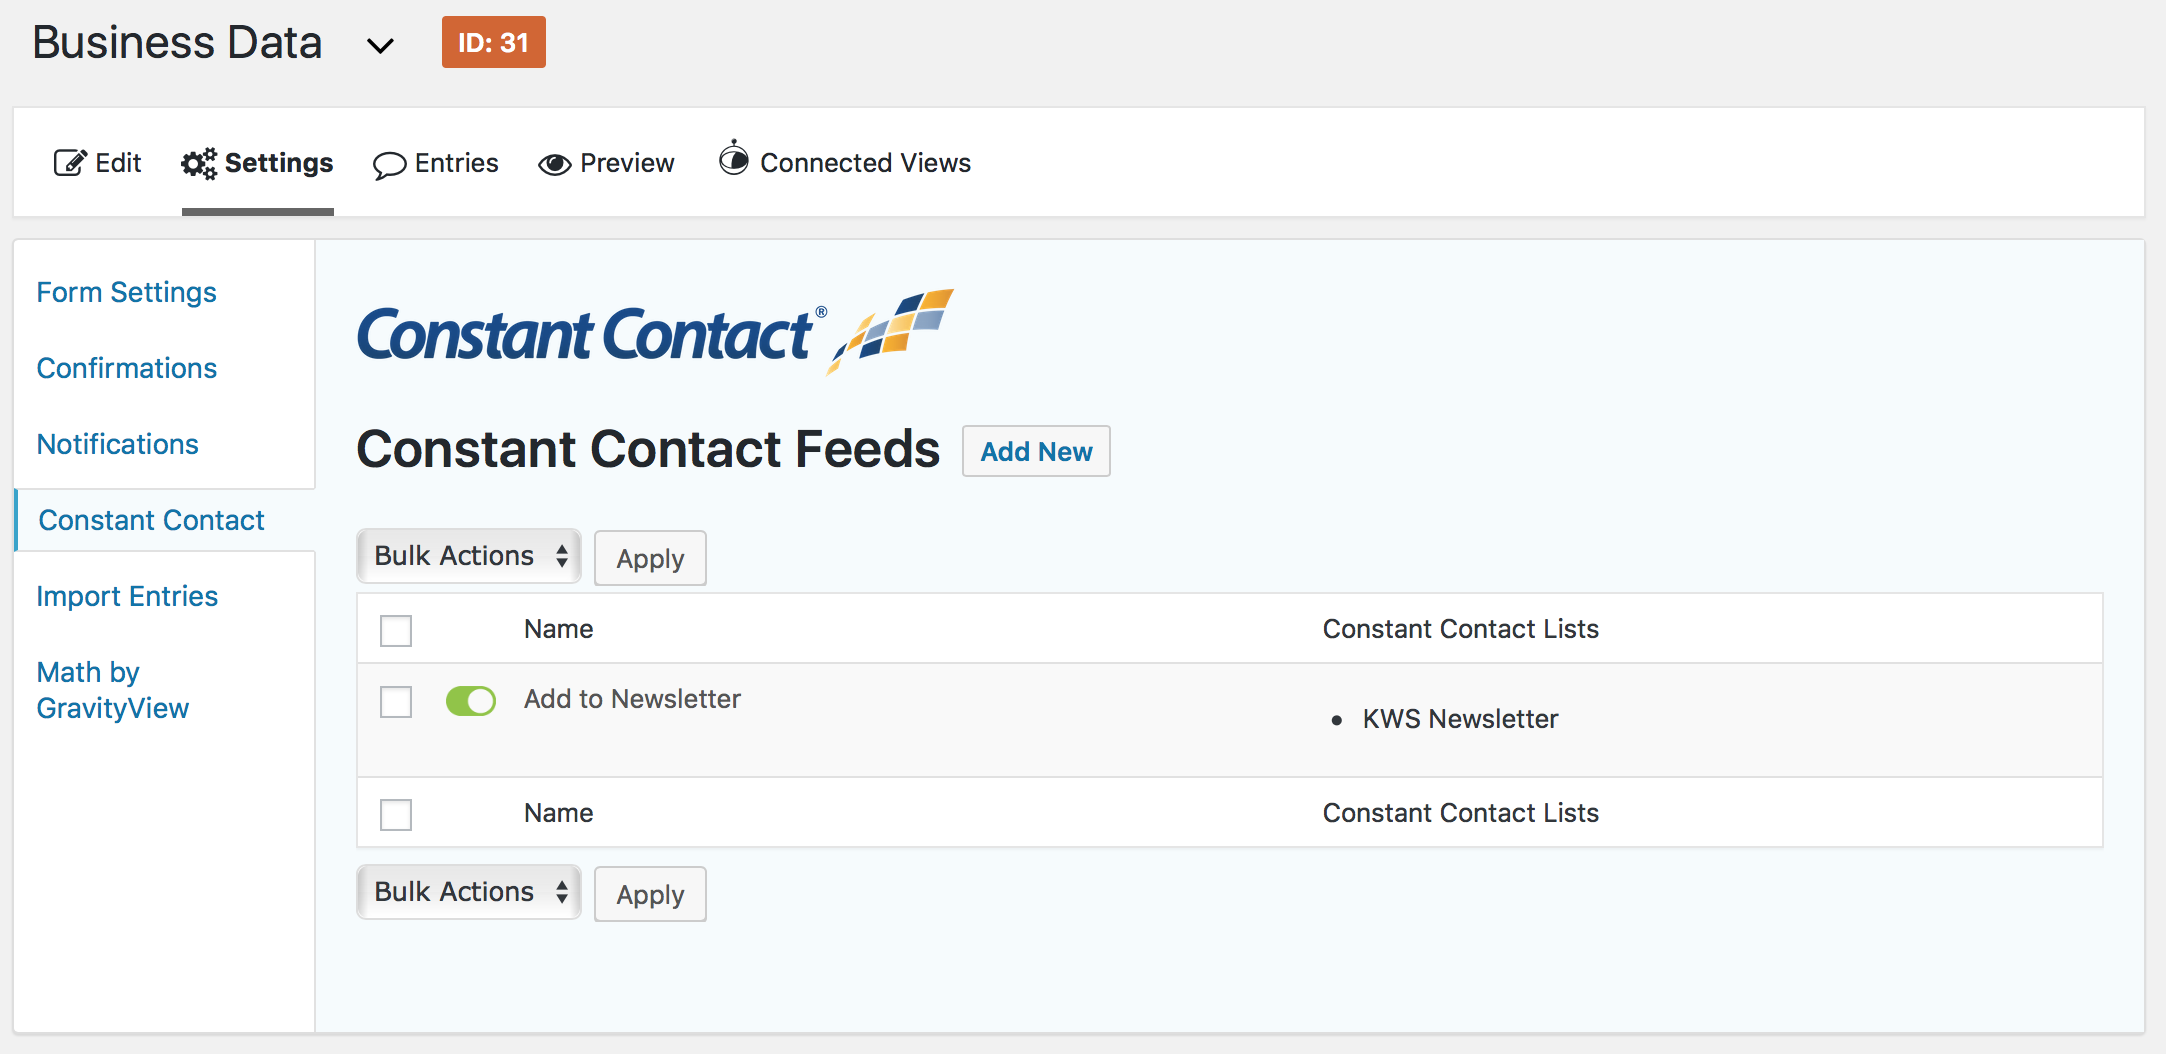 Business Data
ID: 31
Edit
Settings
Entries
Preview
Connected Views
Form Settings
Confirmations
Notifications
Constant Contact
Import Entries
Math by
GravityView
Constant Contact®
Constant Contact Feeds
Add New
Bulk Actions
Apply
Name
Constant Contact Lists
Add to Newsletter
• KWS Newsletter
Name
Constant Contact Lists
Bulk Actions
Apply